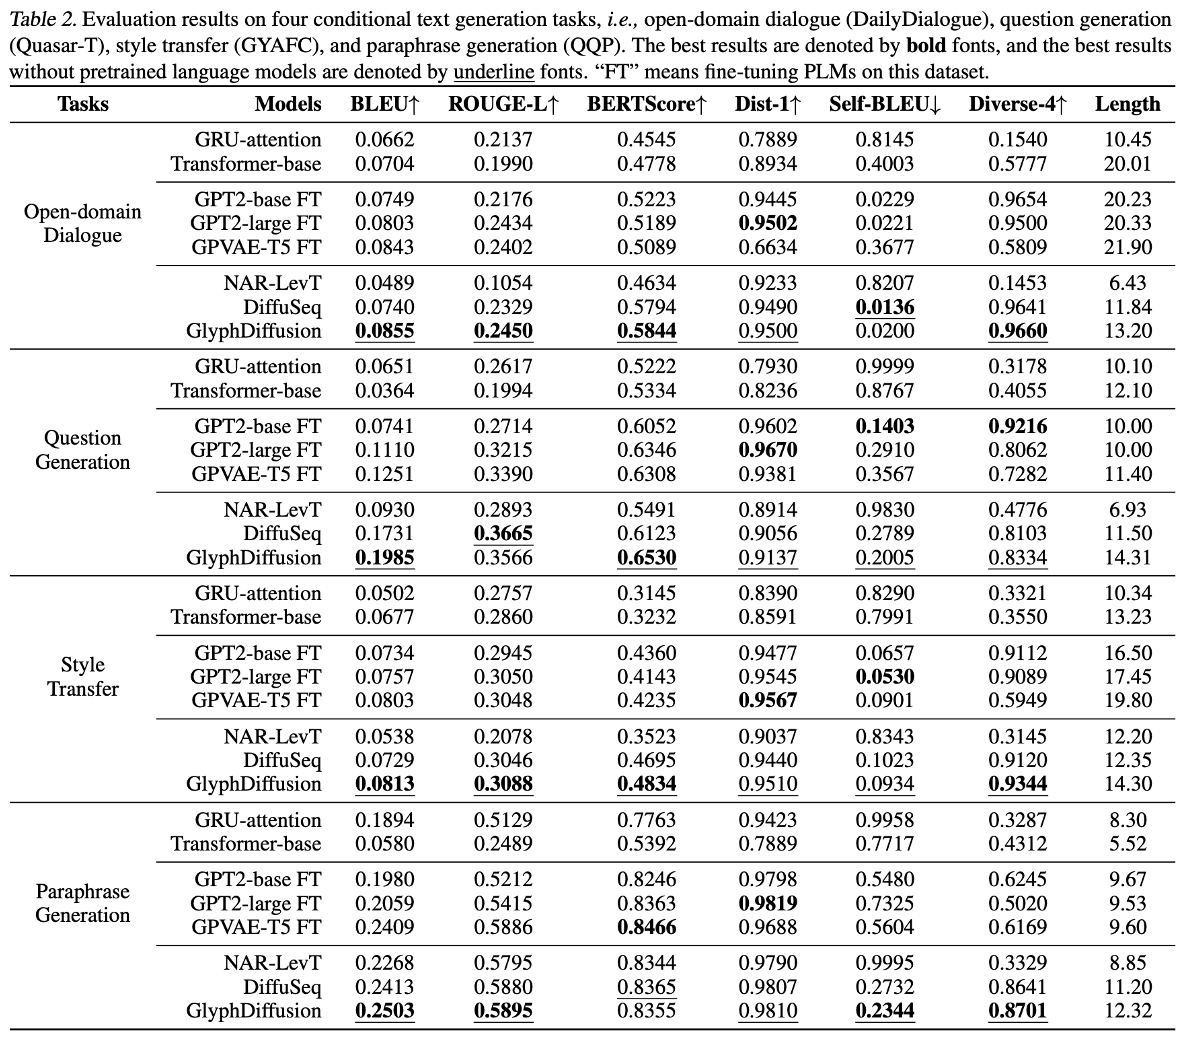 Table 2. Evaluation results on four conditional text generation tasks, i.e., open-domain dialogue (DailyDialogue), question generation
(Quasar-T), style transfer (GYAFC), and paraphrase generation (QQP). The best results are denoted by bold fonts, and the best results
without pretrained language models are denoted by underline fonts. “FT” means fine-tuning PLMs on this dataset.
Tasks Models BLEU↑ ROUGE-L↑ BERTScore↑ Dist-1↑ Self-BLEU↓ Diverse-4↑ Length
Open-domain
Dialogue
GRU-attention 0.0662 0.2137 0.4545 0.7889 0.8145 0.1540 10.45
Transformer-base 0.0704 0.1990 0.4778 0.8934 0.4003 0.5777 20.01
GPT2-base FT 0.0749 0.2176 0.5223 0.9445 0.0229 0.9654 20.23
GPT2-large FT 0.0803 0.2434 0.5189 0.9502 0.0221 0.9500 20.33
GPVAE-T5 FT 0.0843 0.2402 0.5089 0.6634 0.3677 0.5809 21.90
NAR-LevT 0.0489 0.1054 0.4634 0.9233 0.8207 0.1453 6.43
DiffuSeq 0.0740 0.2329 0.5794 0.9490 0.0136 0.9641 11.84
GlyphDiffusion 0.0855 0.2450 0.5844 0.9500 0.0200 0.9660 13.20
Question
Generation
GRU-attention 0.0651 0.2617 0.5222 0.7930 0.9999 0.3178 10.10
Transformer-base 0.0364 0.1994 0.5334 0.8236 0.8767 0.4055 12.10
GPT2-base FT 0.0741 0.2714 0.6052 0.9602 0.1403 0.9216 10.00
GPT2-large FT 0.1110 0.3215 0.6346 0.9670 0.2910 0.8062 10.00
GPVAE-T5 FT 0.1251 0.3390 0.6308 0.9381 0.3567 0.7282 11.40
NAR-LevT 0.0930 0.2893 0.5491 0.8914 0.9830 0.4776 6.93
DiffuSeq 0.1731 0.3665 0.6123 0.9056 0.2789 0.8103 11.50
GlyphDiffusion 0.1985 0.3566 0.6530 0.9137 0.2005 0.8334 14.31
Style
Transfer
GRU-attention 0.0502 0.2757 0.3145 0.8390 0.8290 0.3321 10.34
Transformer-base 0.0677 0.2860 0.3232 0.8591 0.7991 0.3550 13.23
GPT2-base FT 0.0734 0.2945 0.4360 0.9477 0.0657 0.9112 16.50
GPT2-large FT 0.0757 0.3050 0.4143 0.9545 0.0530 0.9089 17.45
GPVAE-T5 FT 0.0803 0.3048 0.4235 0.9567 0.0901 0.5949 19.80
NAR-LevT 0.0538 0.2078 0.3523 0.9037 0.8343 0.3145 12.20
DiffuSeq 0.0729 0.3046 0.4695 0.9440 0.1023 0.9120 12.35
GlyphDiffusion 0.0813 0.3088 0.4834 0.9510 0.0934 0.9344 14.30
Paraphrase
Generation
GRU-attention 0.1894 0.5129 0.7763 0.9423 0.9958 0.3287 8.30
Transformer-base 0.0580 0.2489 0.5392 0.7889 0.7717 0.4312 5.52
GPT2-base FT 0.1980 0.5212 0.8246 0.9798 0.5480 0.6245 9.67
GPT2-large FT 0.2059 0.5415 0.8363 0.9819 0.7325 0.5020 9.53
GPVAE-T5 FT 0.2409 0.5886 0.8466 0.9688 0.5604 0.6169 9.60
NAR-LevT 0.2268 0.5795 0.8344 0.9790 0.9995 0.3329 8.85
DiffuSeq 0.2413 0.5880 0.8365 0.9807 0.2732 0.8641 11.20
GlyphDiffusion 0.2503 0.5895 0.8355 0.9810 0.2344 0.8701 12.32